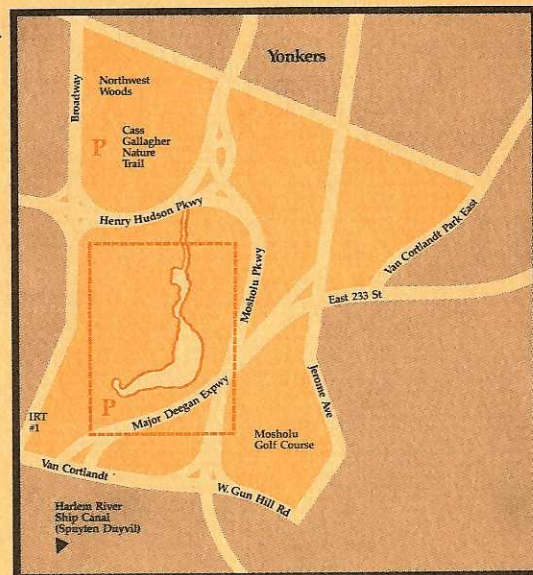 Yonkers
Broadway
Northwest
Woods
P
Cass
Gallagher
Nature
Trail
Henry Hudson Pkwy
Mosholu Pkwy
Van Cortlandt Park East
East 233 St
Jerome Ave
Major Deegan Expwy
P
IRT
#1
Mosholu
Golf Course
Van Cortlandt
W. Gun Hill Rd
Harlem River
Ship Canal
(Spuyten Duyvil)